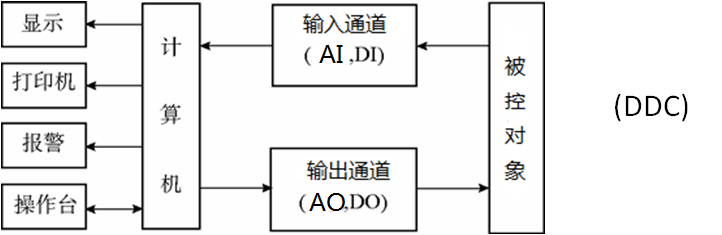 显示
打印机
报警
操作台
计
算
机
输入通道
( AI ,DI)
输出通道
(AO,DO)
被
控
对
象
(DDC)